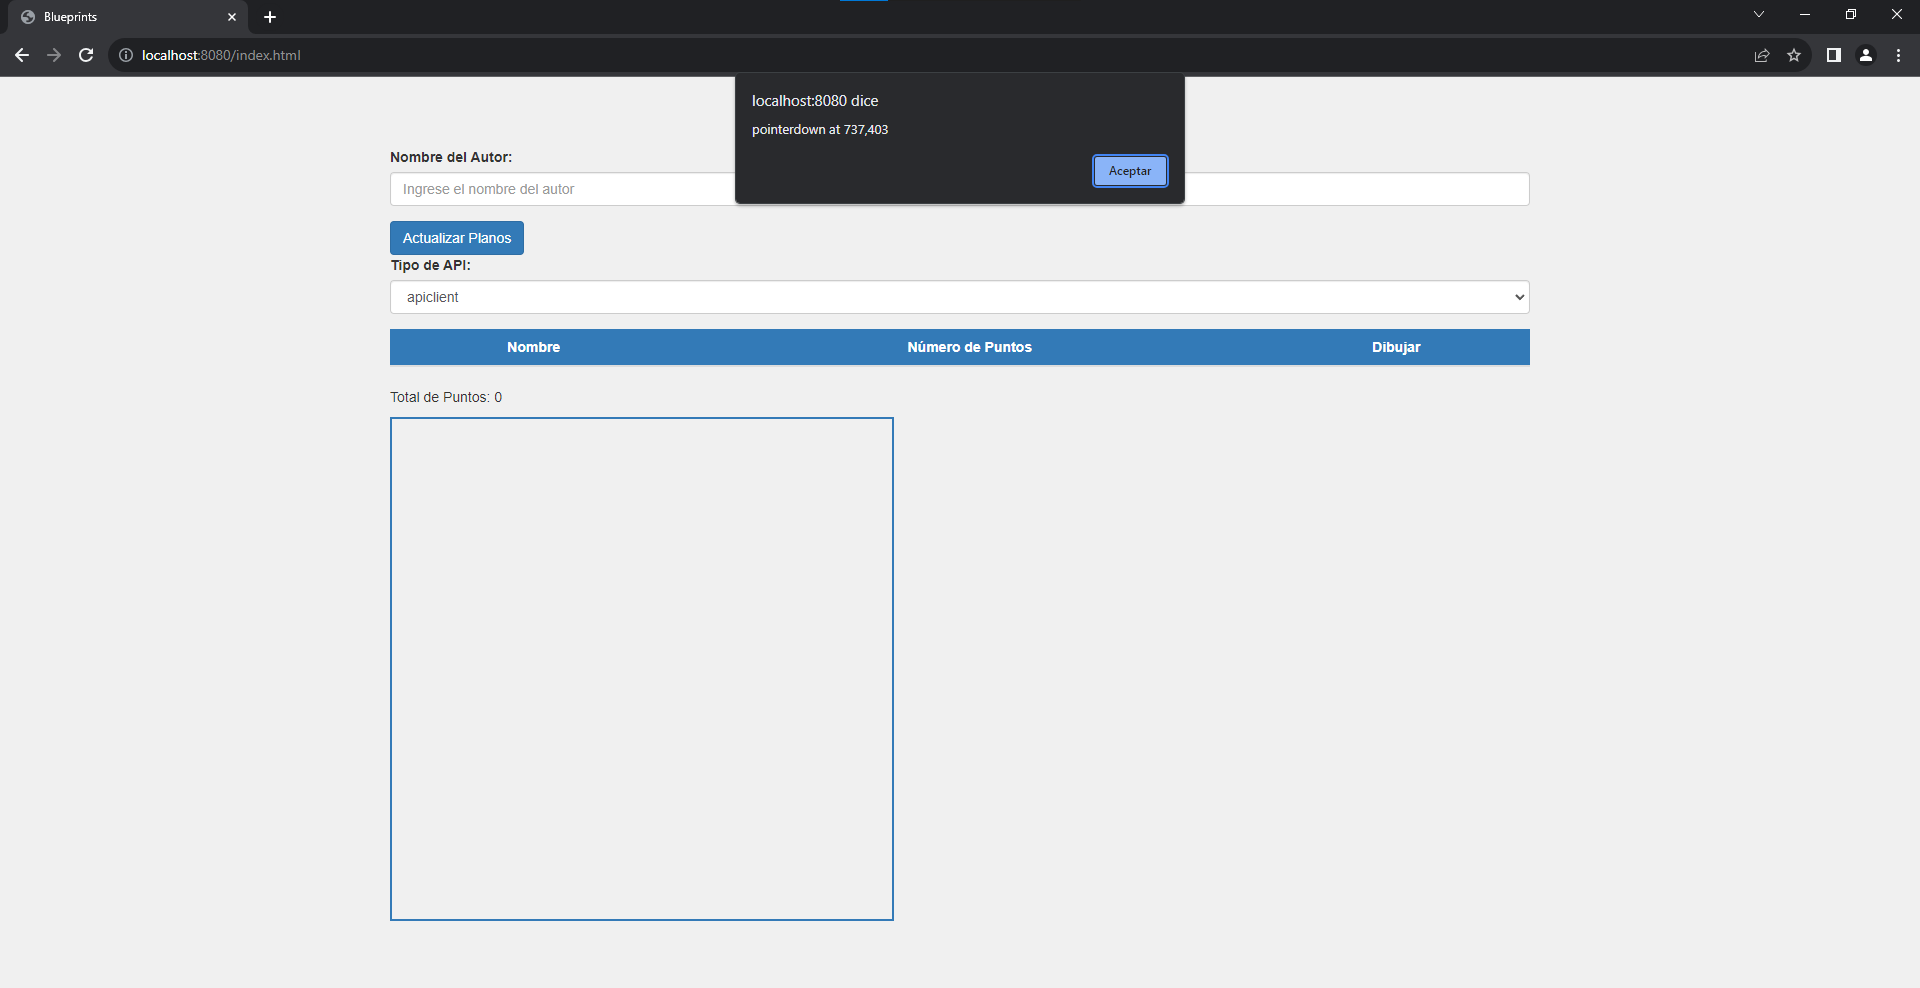 Blueprints
localhost:8080/index.html
localhost:8080 dice
pointerdown at 737,403
Aceptar
Nombre del Autor:
Ingrese el nombre del autor
Actualizar Planos
Tipo de API:
apiclient
Nombre Número de Puntos Dibujar
Total de Puntos: 0